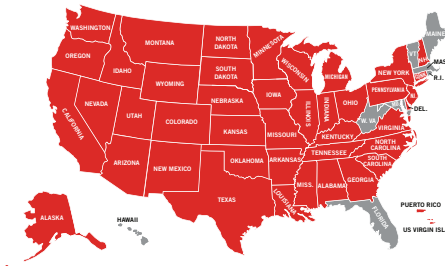 WASHINGTON
OREGON
CALIFORNIA
NEVADA
IDAHO
MONTANA
WYOMING
UTAH
ARIZONA
COLORADO
NEW MEXICO
NORTH
DAKOTA
SOUTH
DAKOTA
NEBRASKA
KANSAS
OKLAHOMA
TEXAS
MINNESOTA
IOWA
MISSOURI
ARKANSAS
LOUISIANA
WISCONSIN
ILLINOIS
MICHIGAN
INDIANA
OHIO
KENTUCKY
TENNESSEE
MISS.
ALABAMA
GEORGIA
FLORIDA
SOUTH
CAROLINA
NORTH
CAROLINA
VIRGINIA
W. VA
PENNSYLVANIA
NEW YORK
MAINE
MAS
R.I.
DEL.
ALASKA
HAWAII
PUERTO RICO
US VIRGIN ISL